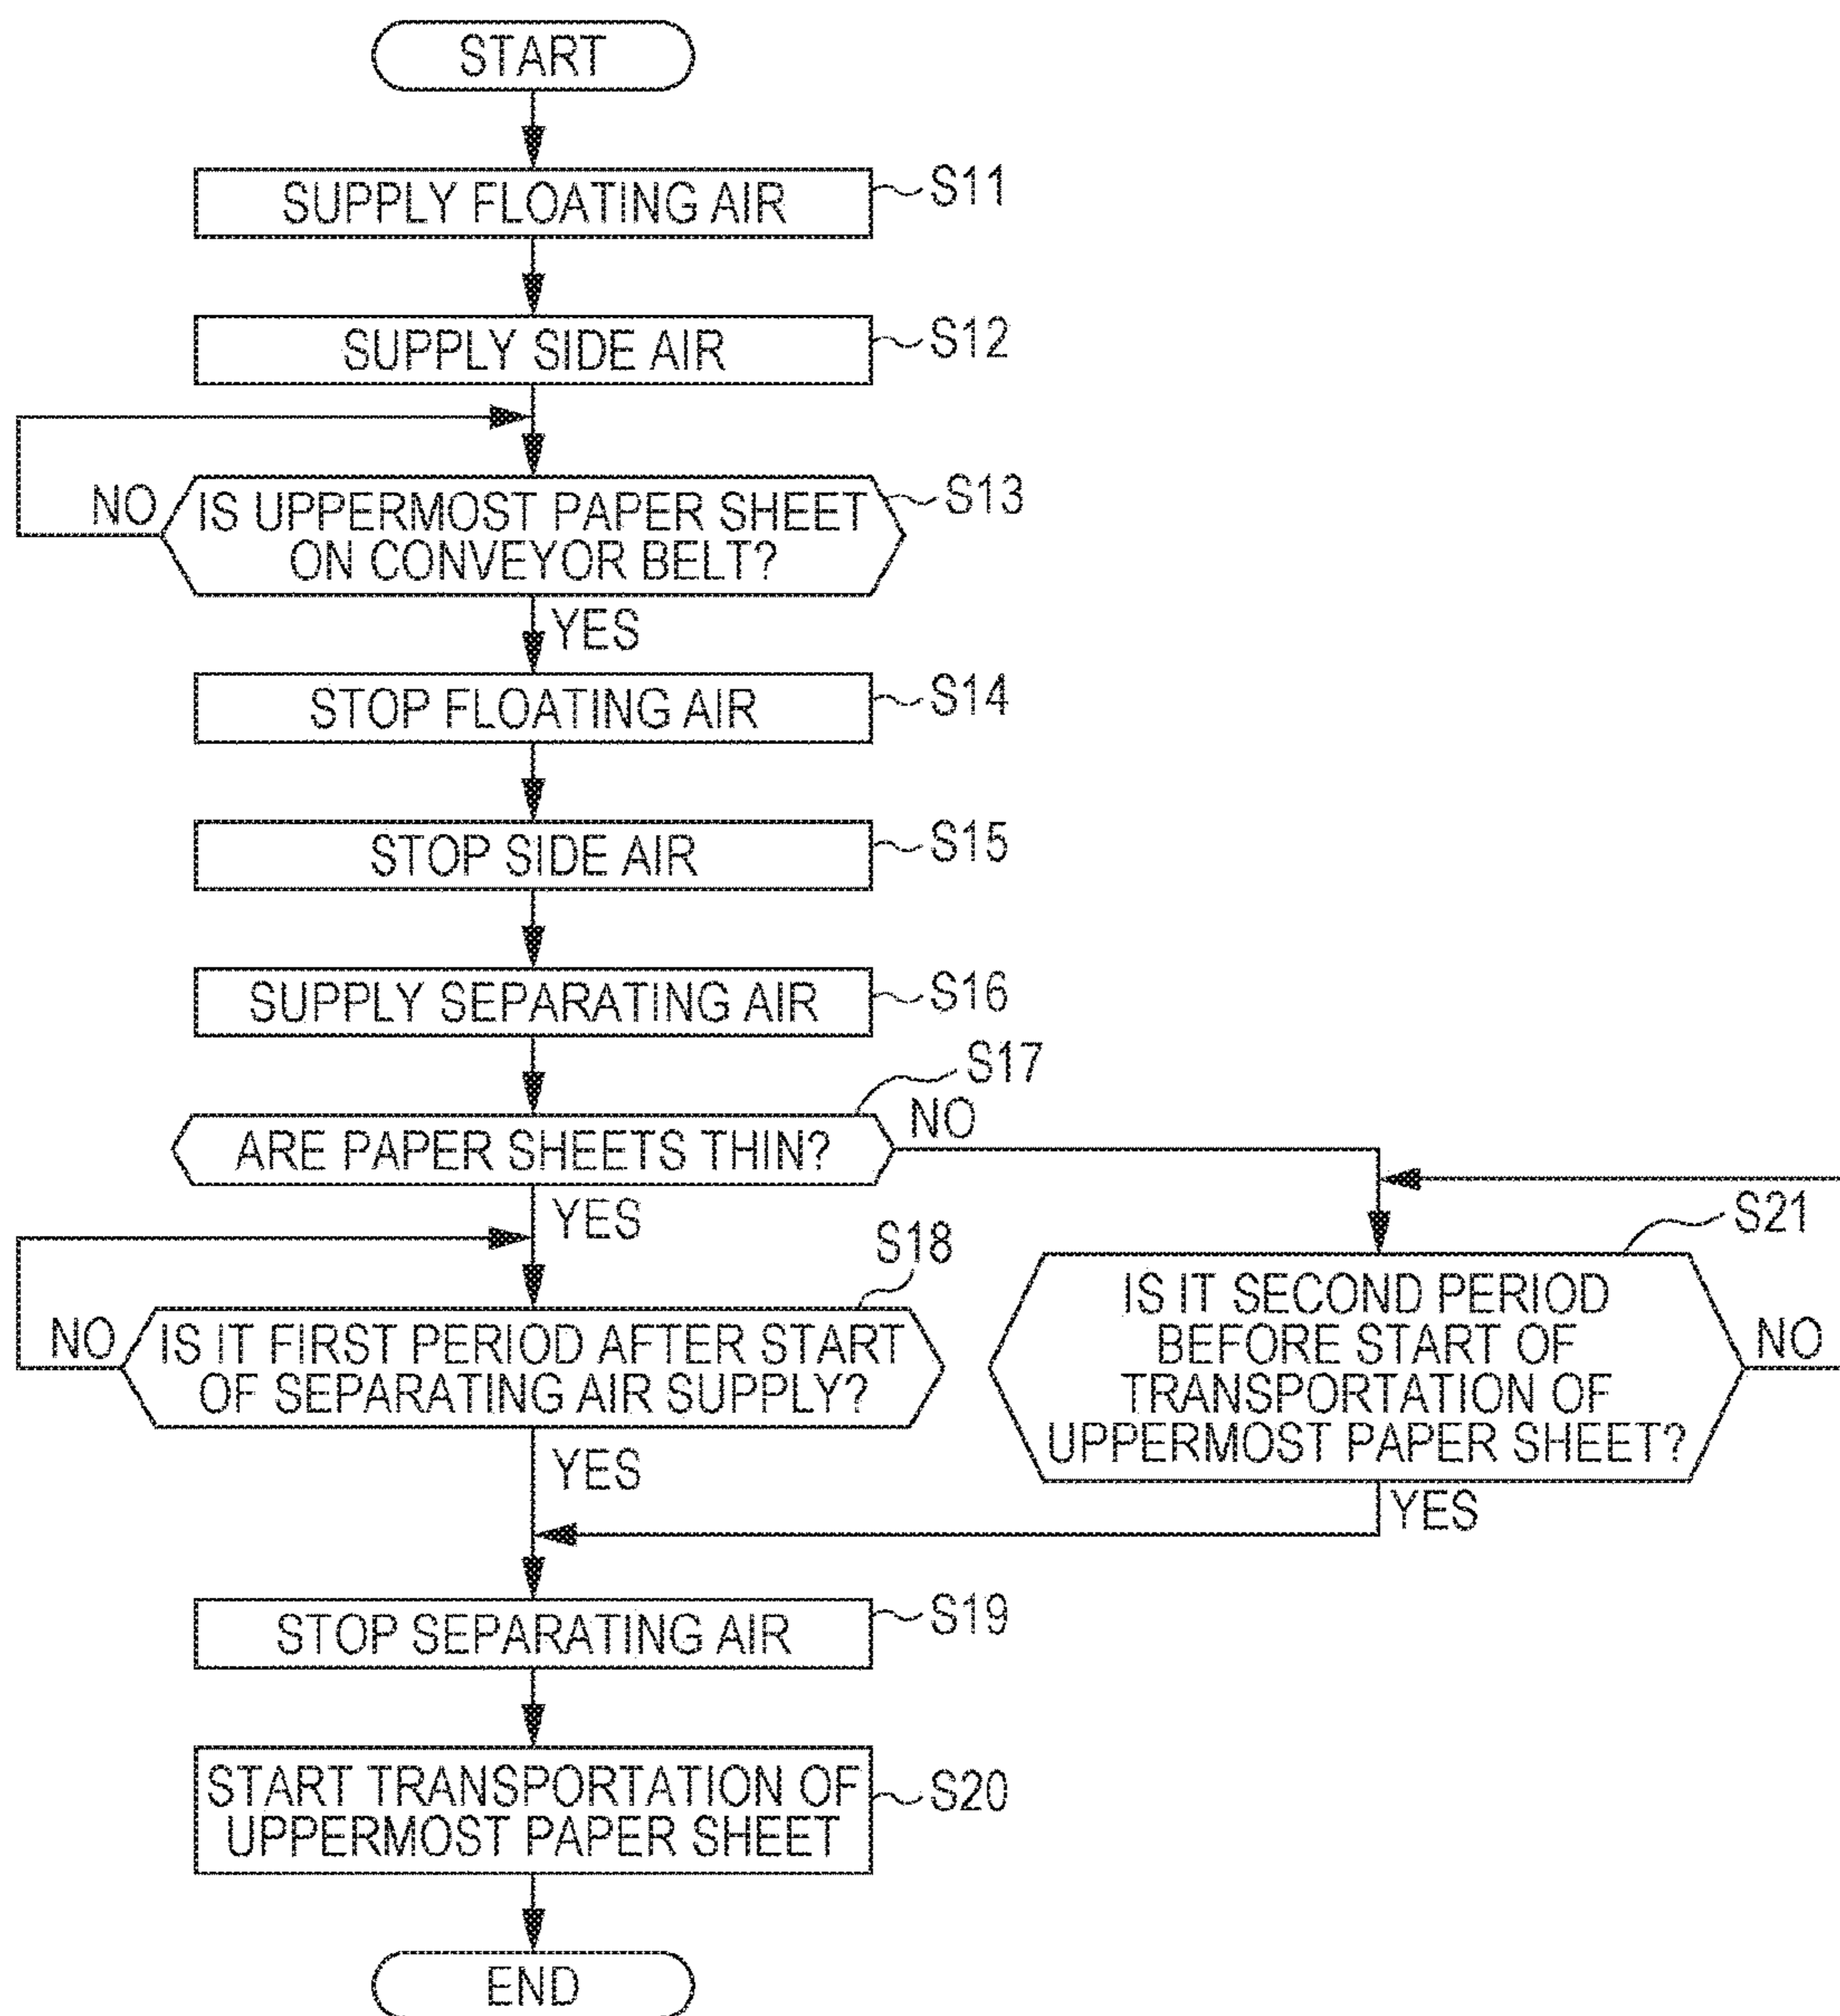 START
SUPPLY FLOATING AIR
S11
SUPPLY SIDE AIR
S12
NO
IS UPPERMOST PAPER SHEET
ON CONVEYOR BELT?
S13
YES
STOP FLOATING AIR
S14
STOP SIDE AIR
S15
SUPPLY SEPARATING AIR
S16
ARE PAPER SHEETS THIN?
S17
NO
YES
NO
IS IT FIRST PERIOD AFTER START
OF SEPARATING AIR SUPPLY?
S18
YES
S21
IS IT SECOND PERIOD
BEFORE START OF
TRANSPORTATION OF
UPPERMOST PAPER SHEET?
NO
YES
STOP SEPARATING AIR
S19
START TRANSPORTATION OF
UPPERMOST PAPER SHEET
S20
END